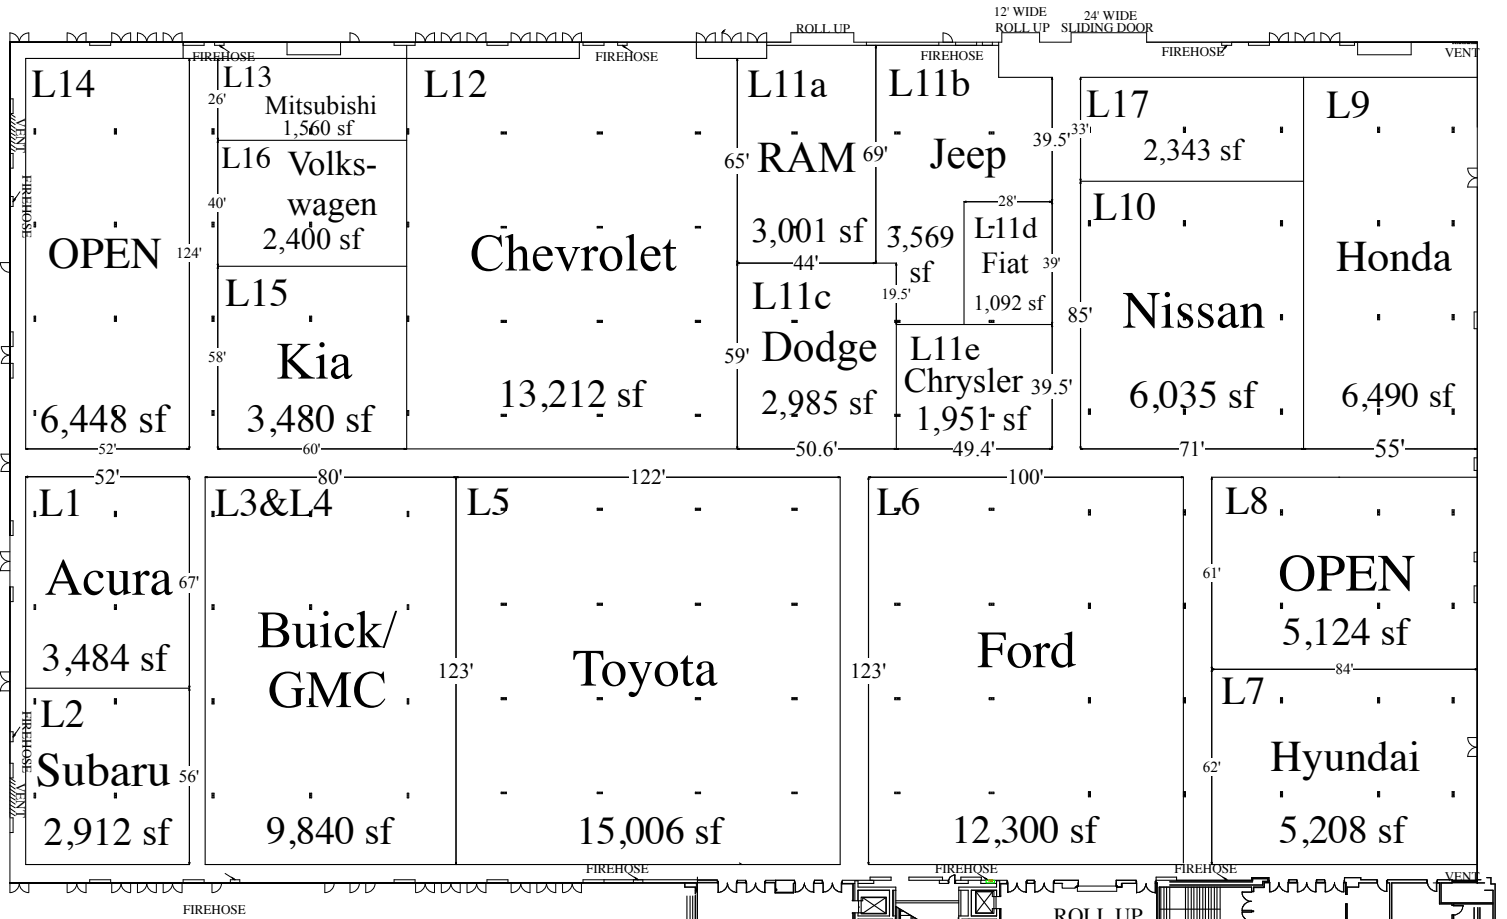 12' WIDE
ROLL UP
24' WIDE
SLIDING DOOR
ROLL UP
FIREHOSE
FIREHOSE
FIREHOSE
FIREHOSE
VENT
L14
OPEN
6,448 sf
52'
124'
VENT
FIREHOSE
L13
26'
Mitsubishi
1,560 sf
L16
Volks-
wagen
40'
2,400 sf
L15
Kia
58'
3,480 sf
60'
L12
Chevrolet
13,212 sf
L11a
65'
RAM
69'
3,001 sf
44'
L11b
Jeep
39.5'
3,569
sf
28'
L11d
Fiat
39'
1,092 sf
L11c
19.5'
Dodge
59'
2,985 sf
50.6'
L11e
Chrysler
39.5'
1,951 sf
49.4'
L17
33'
2,343 sf
L10
Nissan
85'
6,035 sf
71'
L9
Honda
6,490 sf
55'
52'
L1
Acura
67'
3,484 sf
L2
Subaru
56'
2,912 sf
FIREHOSE
VENT
80'
L3&L4
Buick/
GMC
9,840 sf
123'
122'
L5
Toyota
15,006 sf
123'
100'
L6
Ford
12,300 sf
L8
61'
OPEN
5,124 sf
84'
L7
Hyundai
62'
5,208 sf
FIREHOSE
FIREHOSE
FIREHOSE
VENT
FIREHOSE
ROLL UP